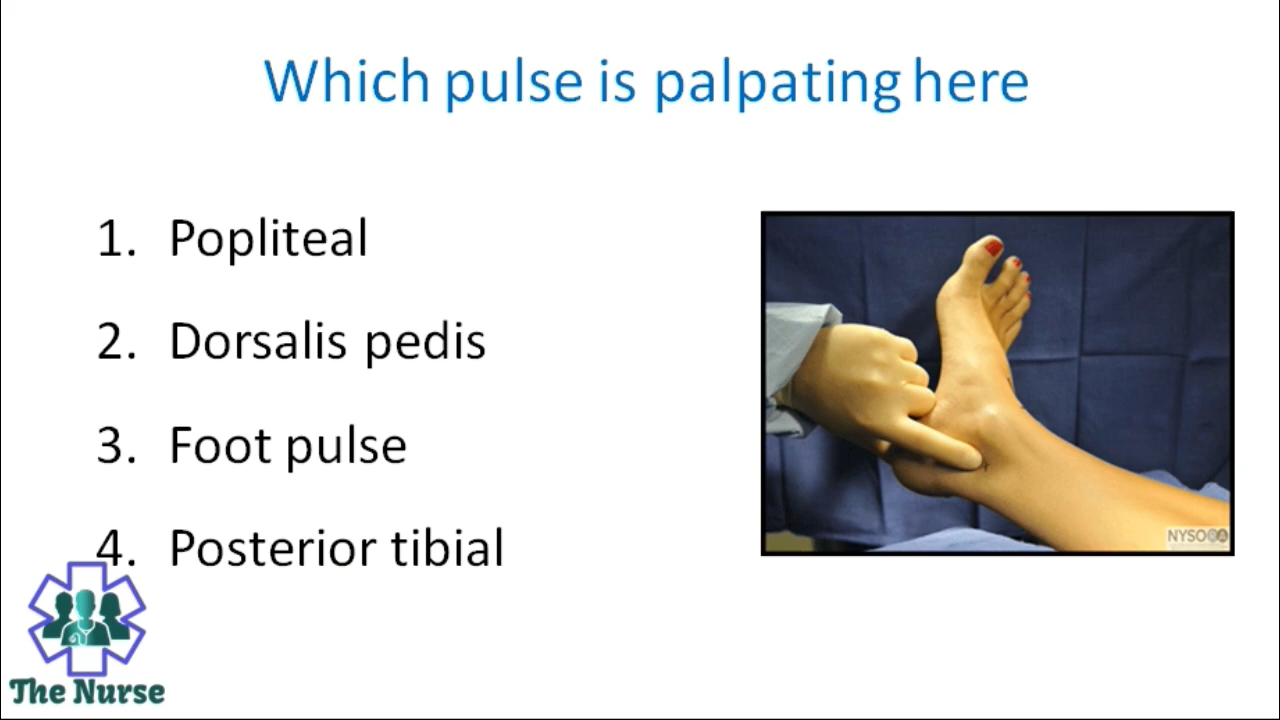 Which pulse is palpating here
1. Popliteal
2. Dorsalis pedis
3. Foot pulse
4. Posterior tibial
NYSORA
The Nurse